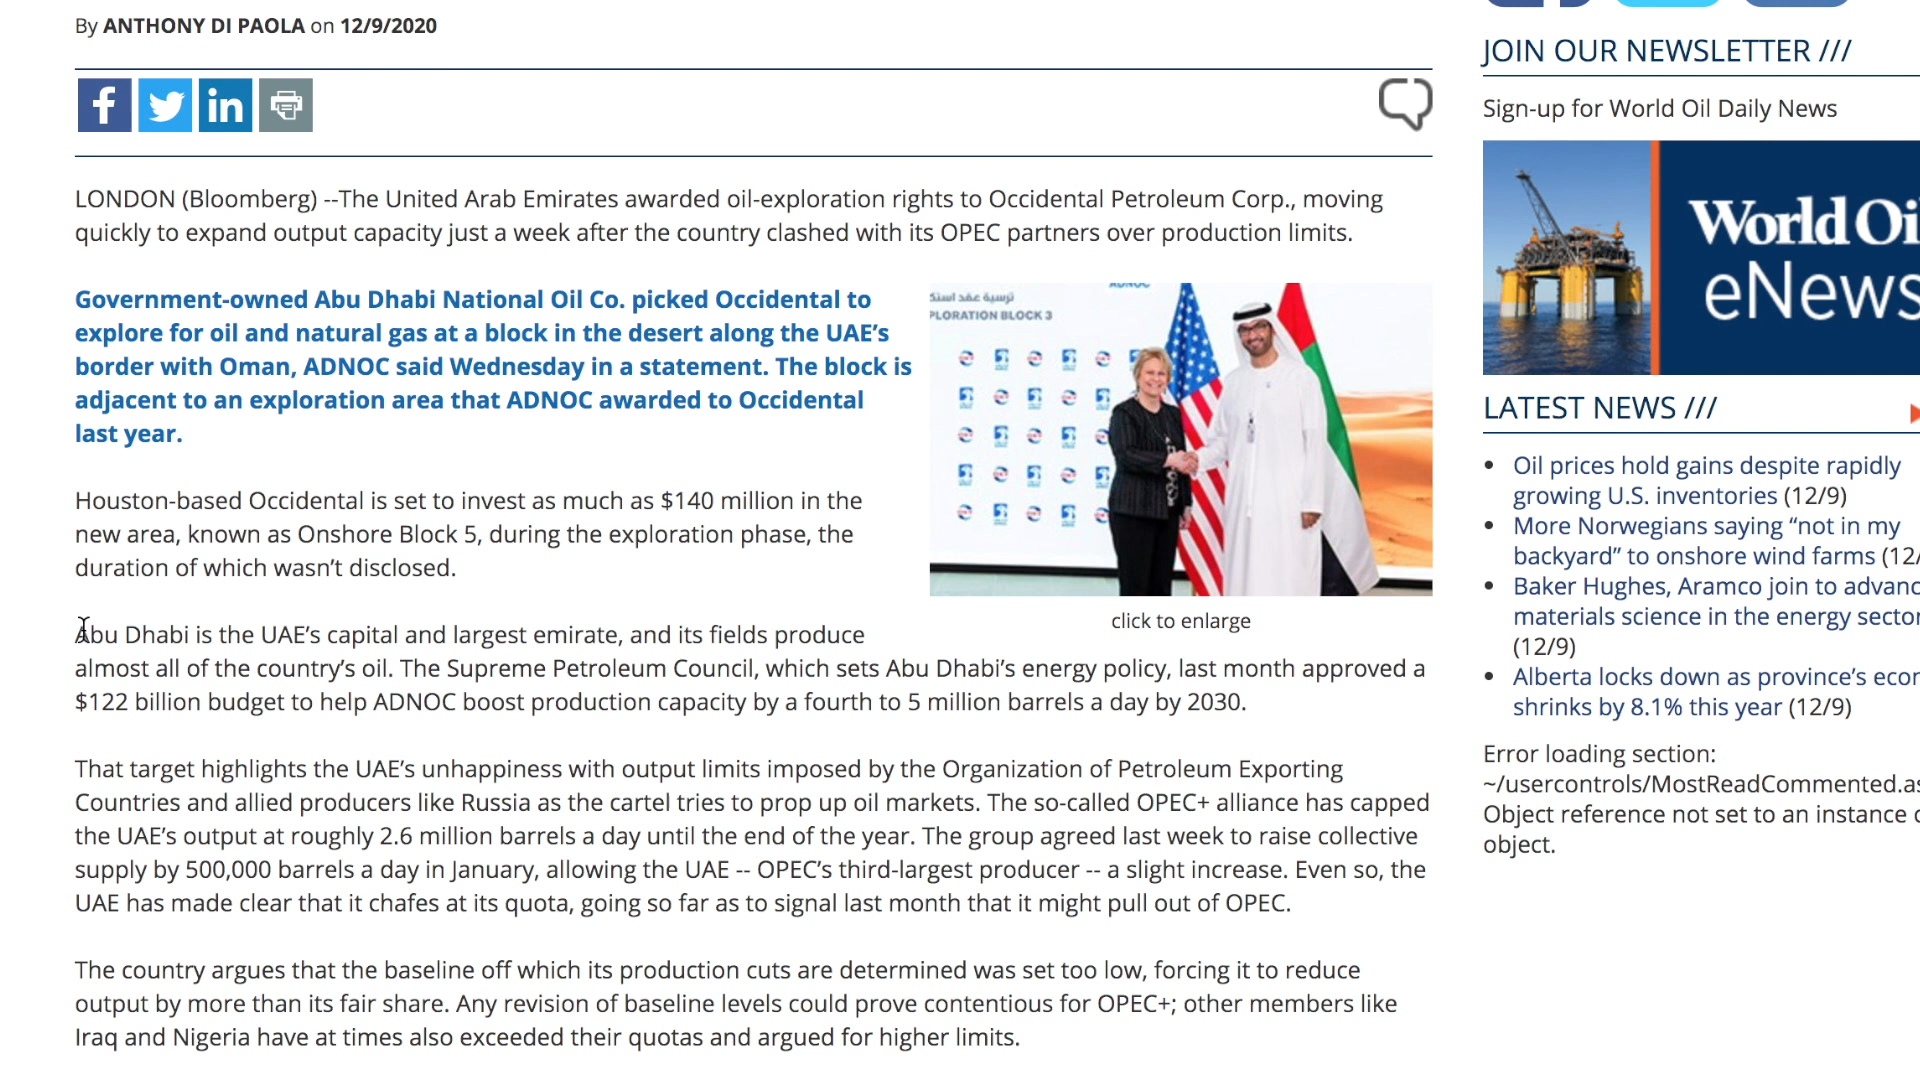 By ANTHONY DI PAOLA on 12/9/2020
LONDON (Bloomberg) --The United Arab Emirates awarded oil-exploration rights to Occidental Petroleum Corp., moving
quickly to expand output capacity just a week after the country clashed with its OPEC partners over production limits.
Government-owned Abu Dhabi National Oil Co. picked Occidental to
explore for oil and natural gas at a block in the desert along the UAE’s
border with Oman, ADNOC said Wednesday in a statement. The block is
adjacent to an exploration area that ADNOC awarded to Occidental
last year.
ADNOC
PLORATION BLOCK 3
Houston-based Occidental is set to invest as much as $140 million in the
new area, known as Onshore Block 5, during the exploration phase, the
duration of which wasn’t disclosed.
click to enlarge
Abu Dhabi is the UAE’s capital and largest emirate, and its fields produce
almost all of the country’s oil. The Supreme Petroleum Council, which sets Abu Dhabi’s energy policy, last month approved a
$122 billion budget to help ADNOC boost production capacity by a fourth to 5 million barrels a day by 2030.
That target highlights the UAE’s unhappiness with output limits imposed by the Organization of Petroleum Exporting
Countries and allied producers like Russia as the cartel tries to prop up oil markets. The so-called OPEC+ alliance has capped
the UAE’s output at roughly 2.6 million barrels a day until the end of the year. The group agreed last week to raise collective
supply by 500,000 barrels a day in January, allowing the UAE -- OPEC’s third-largest producer -- a slight increase. Even so, the
UAE has made clear that it chafes at its quota, going so far as to signal last month that it might pull out of OPEC.
The country argues that the baseline off which its production cuts are determined was set too low, forcing it to reduce
output by more than its fair share. Any revision of baseline levels could prove contentious for OPEC+; other members like
Iraq and Nigeria have at times also exceeded their quotas and argued for higher limits.
JOIN OUR NEWSLETTER ///
Sign-up for World Oil Daily News
World Oi
eNews
LATEST NEWS ///
Oil prices hold gains despite rapidly
growing U.S. inventories (12/9)
More Norwegians saying “not in my
backyard” to onshore wind farms (12/
Baker Hughes, Aramco join to advanc
materials science in the energy sector
(12/9)
Alberta locks down as province’s econ
shrinks by 8.1% this year (12/9)
Error loading section:
~/usercontrols/MostReadCommented.as
Object reference not set to an instance o
object.